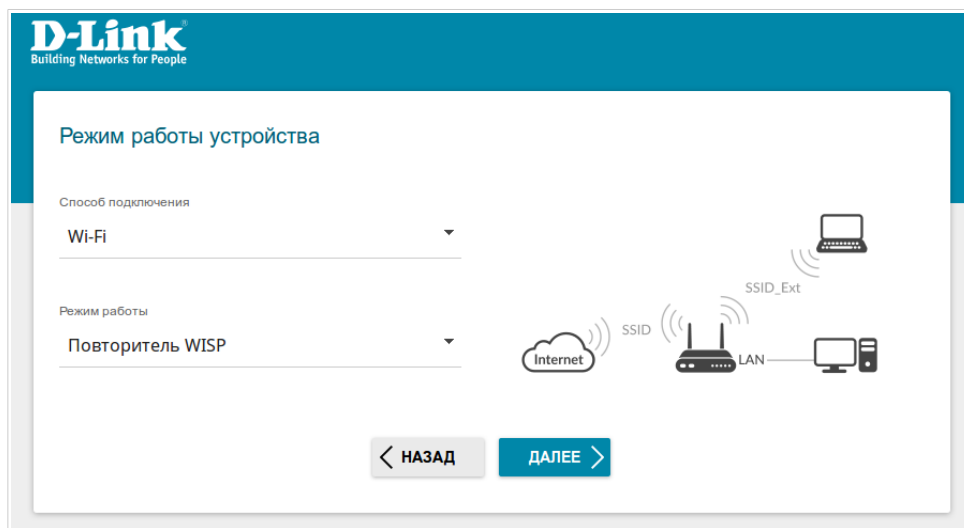 D-Link®
Building Networks for People
Режим работы устройства
Способ подключения
Wi-Fi
Режим работы
Повторитель WISP
SSID_Ext
SSID
Internet
LAN
НАЗАД
ДАЛЕЕ